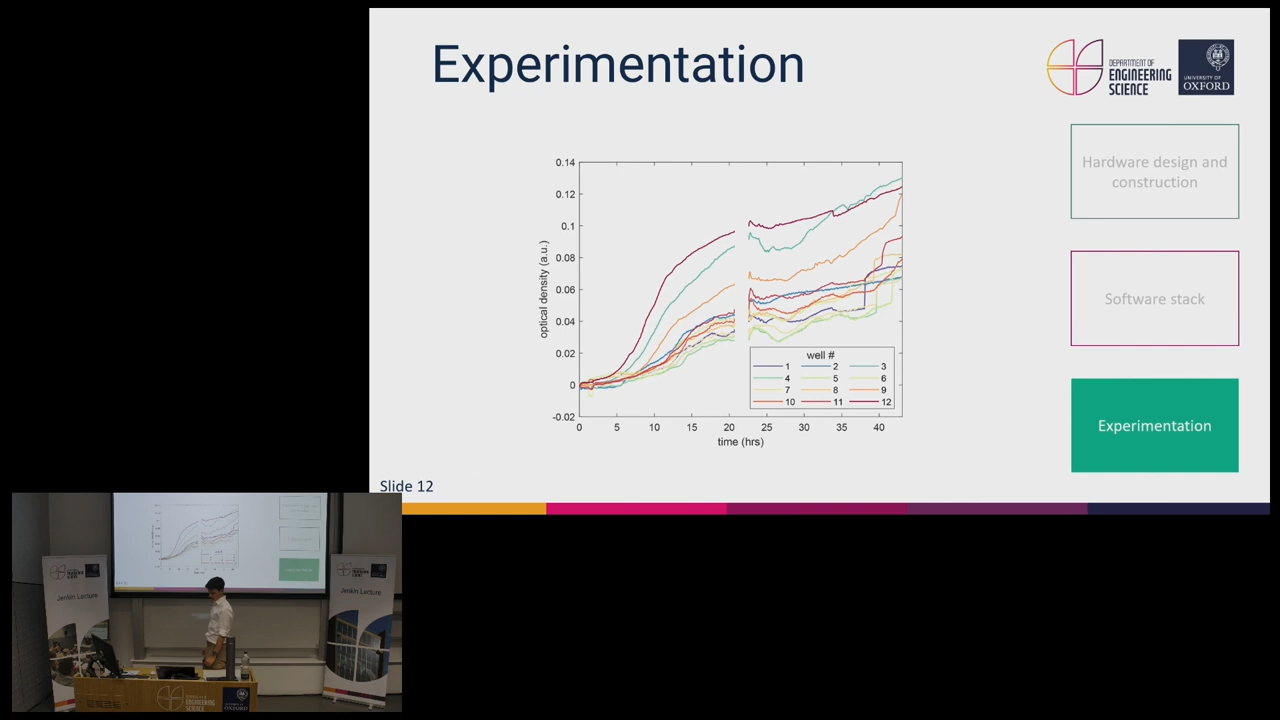 Experimentation
DEPARTMENT OF
ENGINEERING
SCIENCE
UNIVERSITY OF
OXFORD
Hardware design and
construction
Software stack
Experimentation
0.14
0.12
0.1
0.08
0.06
0.04
0.02
0
-0.02
optical density (a.u.)
0 5 10 15 20 25 30 35 40
time (hrs)
well #
1 2 3
4 5 6
7 8 9
10 11 12
Slide 12
Jenkin Lecture
Jenkin Lecture
ENGINEERING
SCIENCE
OXFORD